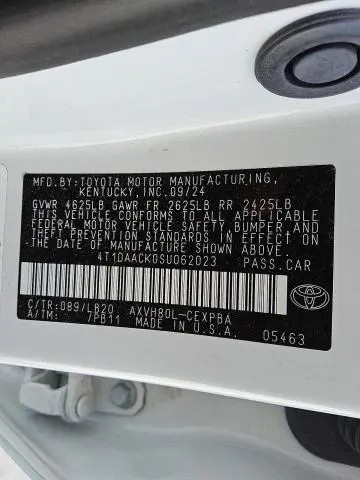 MFD.BY:TOYOTA MOTOR MANUFACTURING,
KENTUCKY, INC.09/24
GVWR 4625LB GAWR FR 2625LB RR 2425LB
THIS VEHICLE CONFORMS TO ALL APPLICABLE
FEDERAL MOTOR VEHICLE SAFETY, BUMPER, AND
THEFT PREVENTION STANDARDS IN EFFECT ON
THE DATE OF MANUFACTURE SHOWN ABOVE.
4T1DAACK0SU062023 PASS.CAR
C/TR:089/LB20 AXVH80L-CEXPBA
A/TM: /PB11 MADE IN U.S.A.
05463